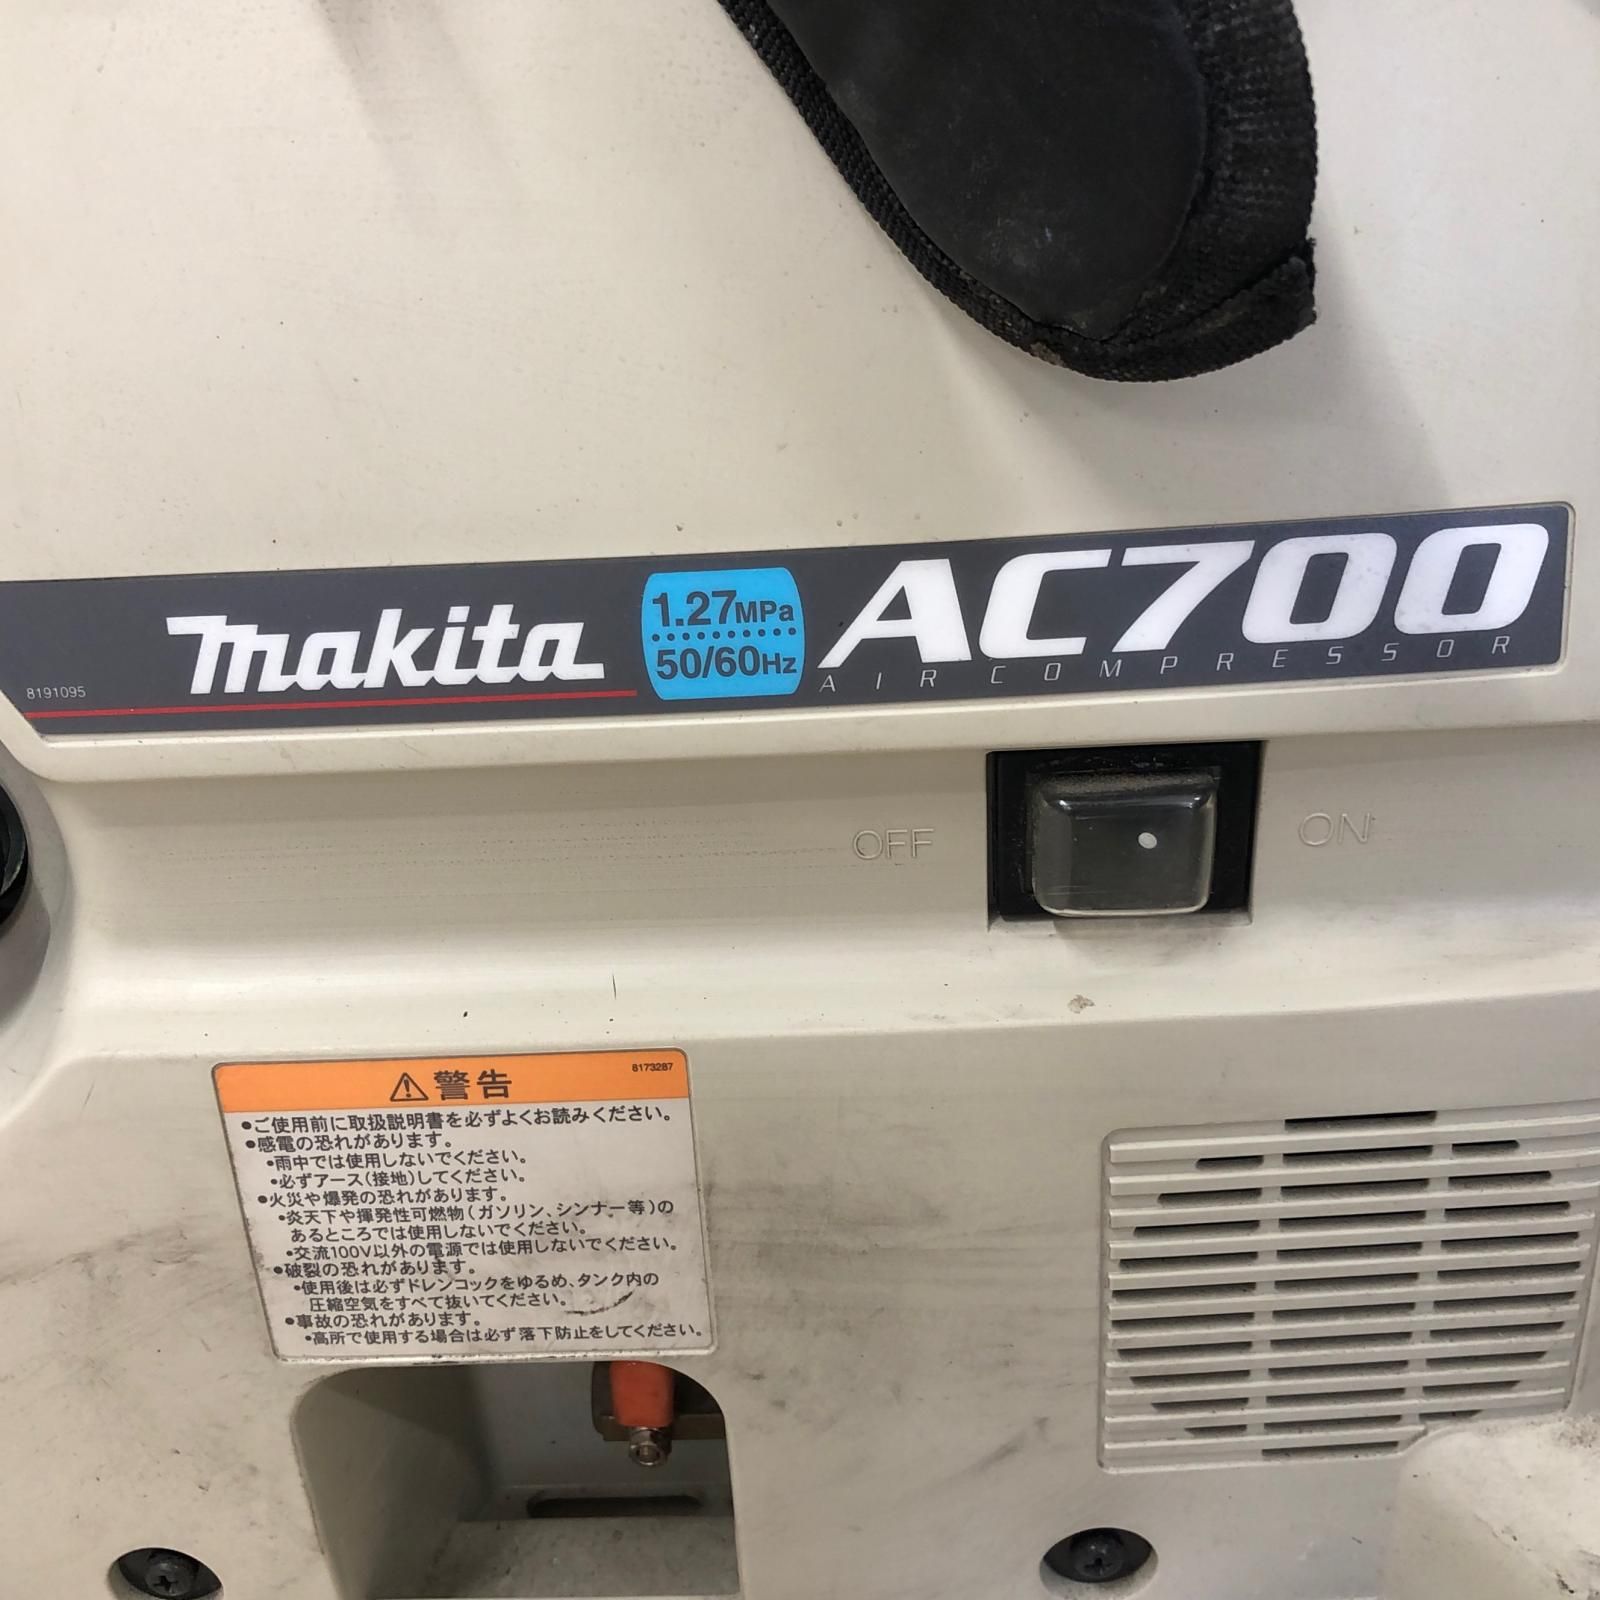 makita
1.27MPa
50/60Hz
AC700
AIR COMPRESSOR
8191095
OFF
ON
⚠警告
8173287
●ご使用前に取扱説明書を必ずよくお読みください。
●感電の恐れがあります。
•雨中では使用しないでください。
•必ずアース(接地)してください。
●火災や爆発の恐れがあります。
•炎天下や揮発性可燃物(ガソリン、シンナー等)の
あるところでは使用しないでください。
•交流100V以外の電源では使用しないでください。
●破裂の恐れがあります。
•使用後は必ずドレンコックをゆるめ、タンク内の
圧縮空気をすべて抜いてください。
●事故の恐れがあります。
•高所で使用する場合は必ず落下防止をしてください。